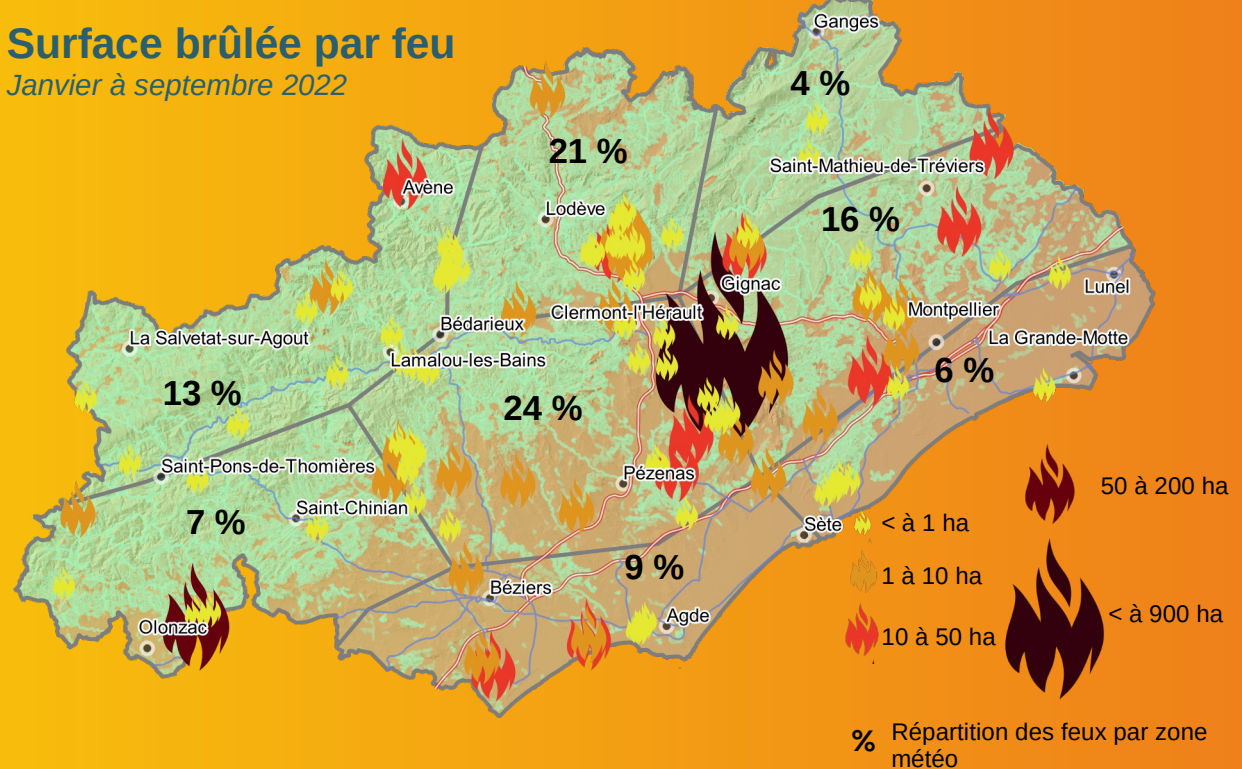 Surface brûlée par feu
Janvier à septembre 2022
Ganges
4 %
21 %
Saint-Mathieu-de-Tréviers
Avène
Lodève
16 %
Gignac
Lunel
Clermont-l'Hérault
Montpellier
Bédarieux
La Salvetat-sur-Agout
La Grande-Motte
Lamalou-les-Bains
6 %
13 %
24 %
Saint-Pons-de-Thomières
Pézenas
50 à 200 ha
Saint-Chinian
7 %
Sète
< à 1 ha
9 %
1 à 10 ha
Béziers
Agde
< à 900 ha
Olonzac
10 à 50 ha
% Répartition des feux par zone
météo